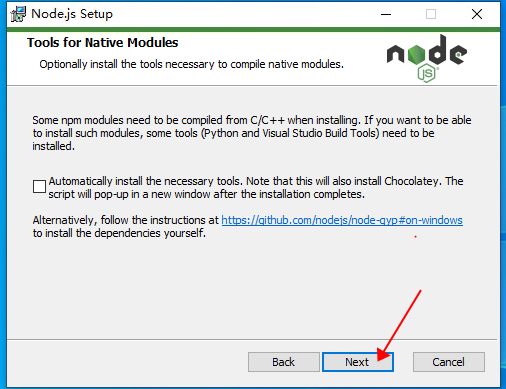 Node.js Setup
Tools for Native Modules
Optionally install the tools necessary to compile native modules.
node
JS
Some npm modules need to be compiled from C/C++ when installing. If you want to be able
to install such modules, some tools (Python and Visual Studio Build Tools) need to be
installed.
Automatically install the necessary tools. Note that this will also install Chocolatey. The
script will pop-up in a new window after the installation completes.
Alternatively, follow the instructions at https://github.com/nodejs/node-gyp#on-windows
to install the dependencies yourself.
Back Next Cancel